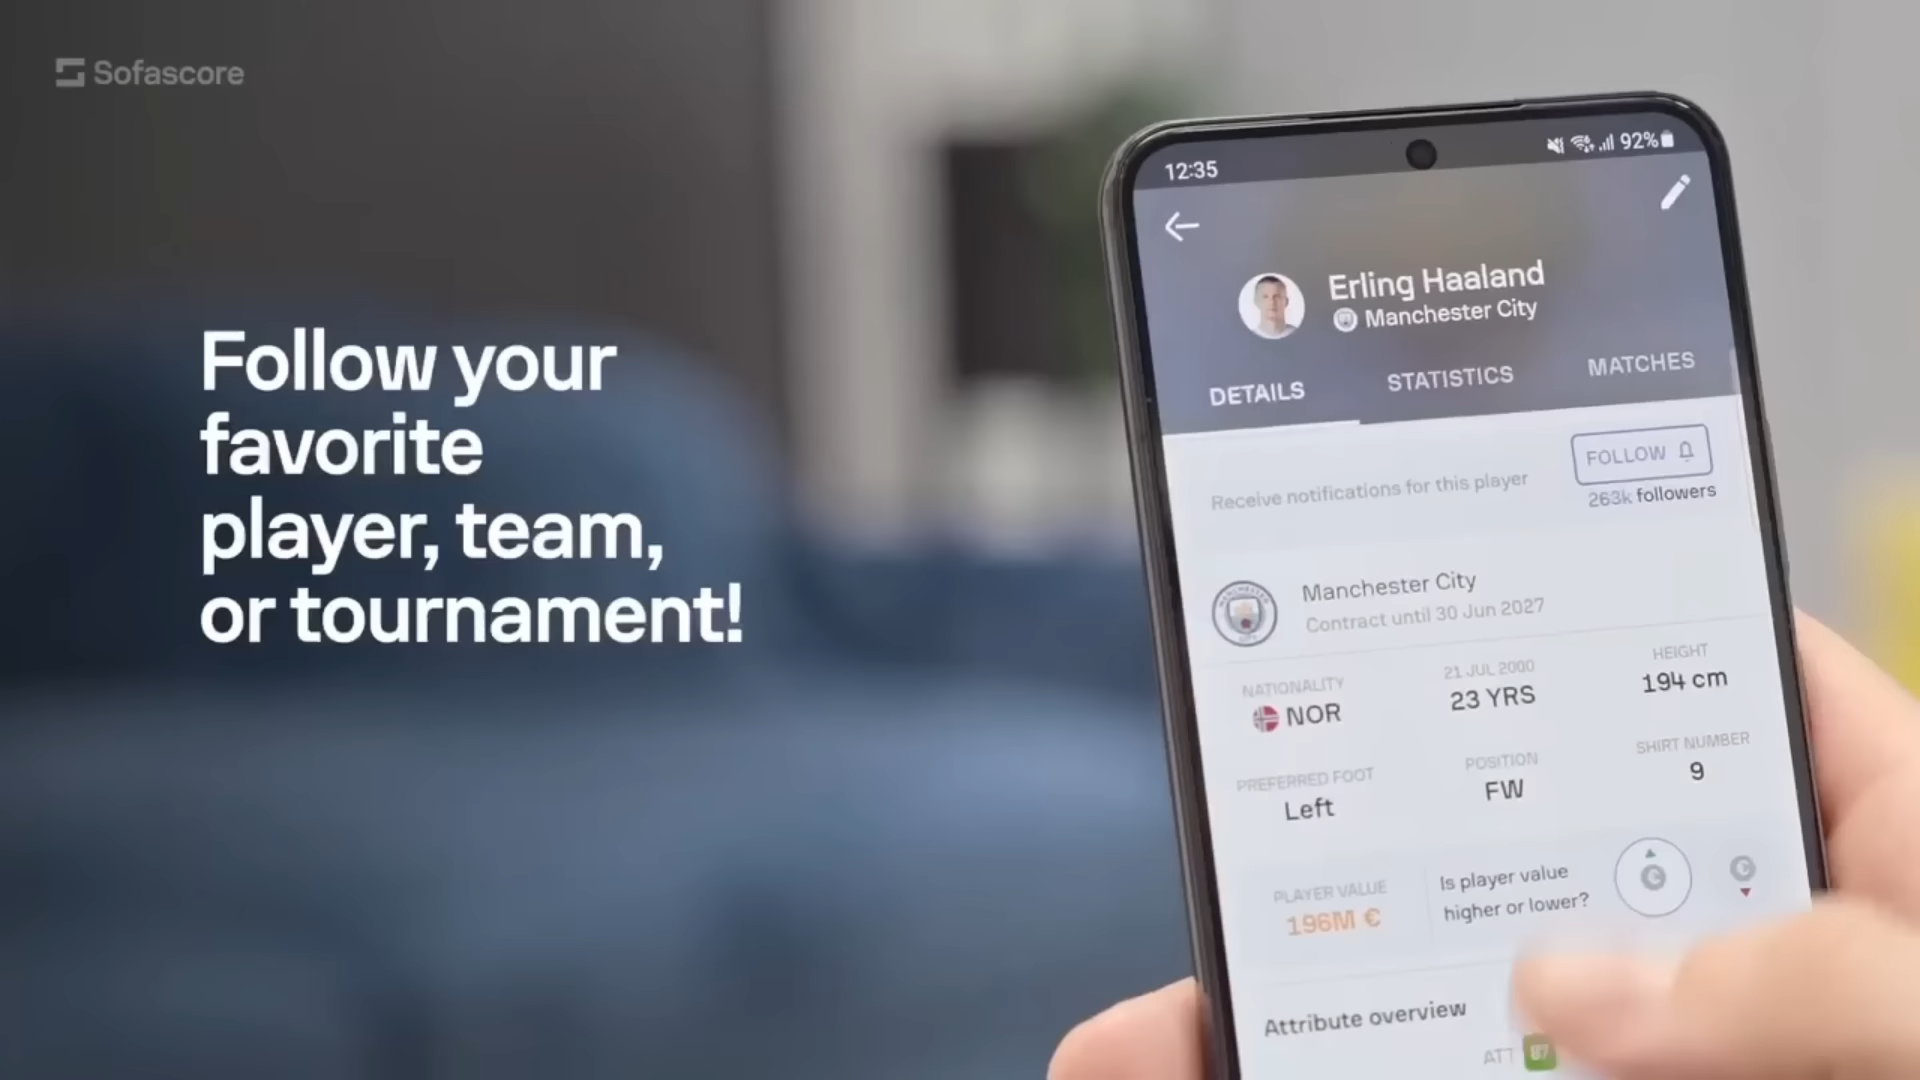 Sofascore
Follow your
favorite
player, team,
or tournament!
12:35
92%
Erling Haaland
Manchester City
DETAILS
STATISTICS
MATCHES
Receive notifications for this player
FOLLOW
263k followers
Manchester City
Contract until 30 Jun 2027
NATIONALITY
NOR
21 JUL 2000
23 YRS
HEIGHT
194 cm
PREFERRED FOOT
Left
POSITION
FW
SHIRT NUMBER
9
PLAYER VALUE
196M €
Is player value
higher or lower?
Attribute overview
ATT 87